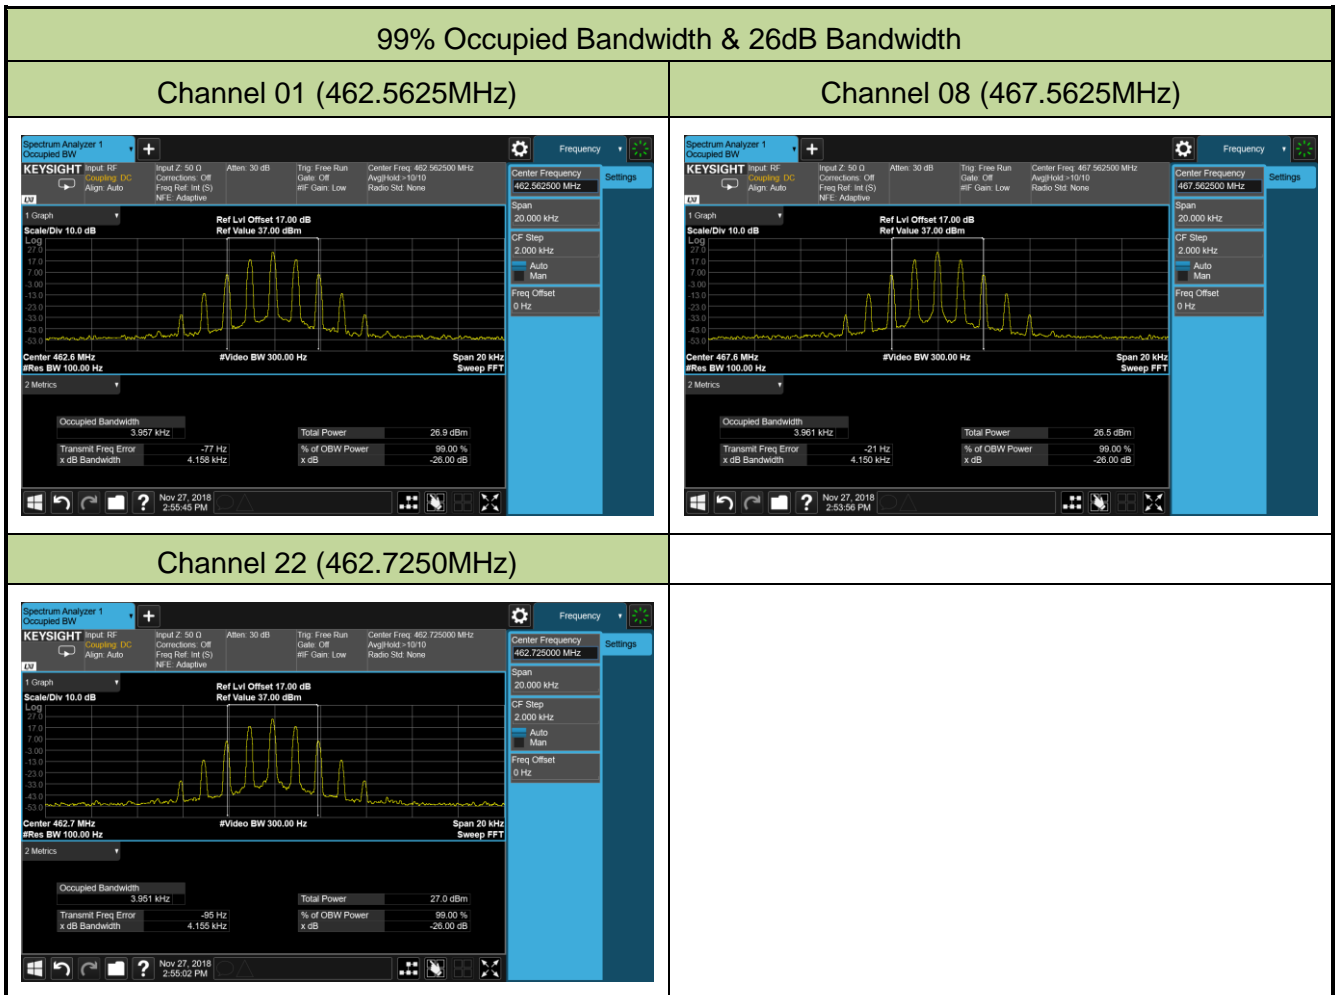 99% Occupied Bandwidth & 26dB Bandwidth
Channel 01 (462.5625MHz)
Channel 08 (467.5625MHz)
Spectrum Analyzer 1
Occupied BW
Frequency
KEYSIGHT Input: RF
Coupling: DC
Align: Auto
Input Z: 50 Ω
Corrections: Off
Freq Ref: Int (S)
NFE: Adaptive
Atten: 30 dB
Trig: Free Run
Gate: Off
#IF Gain: Low
Center Freq: 462.562500 MHz
Avg|Hold:>10/10
Radio Std: None
LXI
Center Frequency
462.562500 MHz
Settings
Span
20.000 kHz
CF Step
2.000 kHz
Auto
Man
Freq Offset
0 Hz
1 Graph
Scale/Div 10.0 dB
Ref Lvl Offset 17.00 dB
Ref Value 37.00 dBm
Log
27.0
17.0
7.00
-3.00
-13.0
-23.0
-33.0
-43.0
-53.0
Center 462.6 MHz
#Video BW 300.00 Hz
Span 20 kHz
#Res BW 100.00 Hz
Sweep FFT
2 Metrics
Occupied Bandwidth
3.957 kHz
Total Power 26.9 dBm
Transmit Freq Error -77 Hz
% of OBW Power 99.00 %
x dB Bandwidth 4.158 kHz
x dB -26.00 dB
?
Nov 27, 2018
2:55:45 PM
Spectrum Analyzer 1
Occupied BW
Frequency
KEYSIGHT Input: RF
Coupling: DC
Align: Auto
Input Z: 50 Ω
Corrections: Off
Freq Ref: Int (S)
NFE: Adaptive
Atten: 30 dB
Trig: Free Run
Gate: Off
#IF Gain: Low
Center Freq: 467.562500 MHz
Avg|Hold:>10/10
Radio Std: None
LXI
Center Frequency
467.562500 MHz
Settings
Span
20.000 kHz
CF Step
2.000 kHz
Auto
Man
Freq Offset
0 Hz
1 Graph
Scale/Div 10.0 dB
Ref Lvl Offset 17.00 dB
Ref Value 37.00 dBm
Log
27.0
17.0
7.00
-3.00
-13.0
-23.0
-33.0
-43.0
-53.0
Center 467.6 MHz
#Video BW 300.00 Hz
Span 20 kHz
#Res BW 100.00 Hz
Sweep FFT
2 Metrics
Occupied Bandwidth
3.961 kHz
Total Power 26.5 dBm
Transmit Freq Error -21 Hz
% of OBW Power 99.00 %
x dB Bandwidth 4.150 kHz
x dB -26.00 dB
?
Nov 27, 2018
2:53:56 PM
Channel 22 (462.7250MHz)
Spectrum Analyzer 1
Occupied BW
Frequency
KEYSIGHT Input: RF
Coupling: DC
Align: Auto
Input Z: 50 Ω
Corrections: Off
Freq Ref: Int (S)
NFE: Adaptive
Atten: 30 dB
Trig: Free Run
Gate: Off
#IF Gain: Low
Center Freq: 462.725000 MHz
Avg|Hold:>10/10
Radio Std: None
LXI
Center Frequency
462.725000 MHz
Settings
Span
20.000 kHz
CF Step
2.000 kHz
Auto
Man
Freq Offset
0 Hz
1 Graph
Scale/Div 10.0 dB
Ref Lvl Offset 17.00 dB
Ref Value 37.00 dBm
Log
27.0
17.0
7.00
-3.00
-13.0
-23.0
-33.0
-43.0
-53.0
Center 462.7 MHz
#Video BW 300.00 Hz
Span 20 kHz
#Res BW 100.00 Hz
Sweep FFT
2 Metrics
Occupied Bandwidth
3.951 kHz
Total Power 27.0 dBm
Transmit Freq Error -95 Hz
% of OBW Power 99.00 %
x dB Bandwidth 4.155 kHz
x dB -26.00 dB
?
Nov 27, 2018
2:55:02 PM